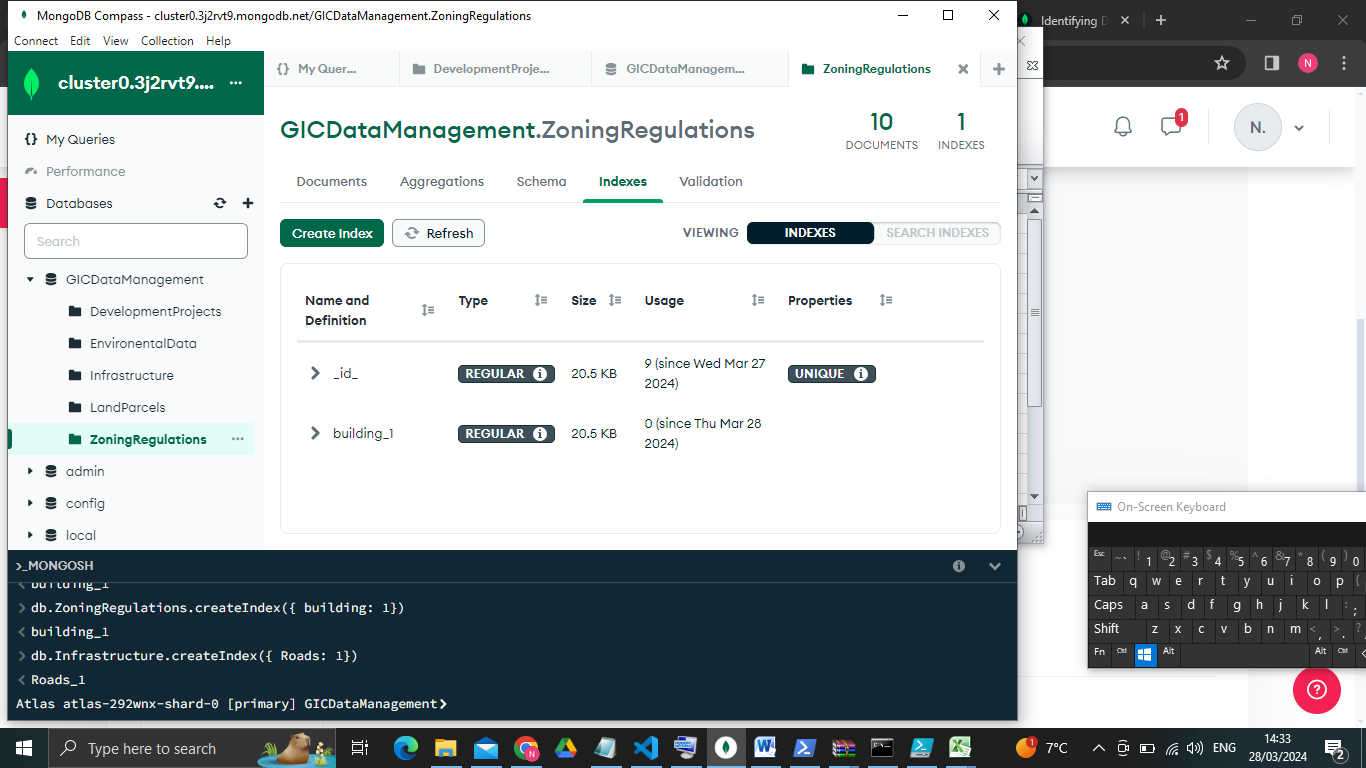 MongoDB Compass - cluster0.3j2rvt9.mongodb.net/GICDataManagement.ZoningRegulations
Connect Edit View Collection Help
cluster0.3j2rvt9....
My Queries
Performance
Databases
Search
GICDataManagement
DevelopmentProjects
EnvironentalData
Infrastructure
LandParcels
ZoningRegulations
admin
config
local
{} My Quer...
DevelopmentProje...
GICDataManagem...
ZoningRegulations
GICDataManagement.ZoningRegulations
10
DOCUMENTS
1
INDEXES
Documents Aggregations Schema Indexes Validation
Create Index
Refresh
VIEWING INDEXES SEARCH INDEXES
Name and Definition Type Size Usage Properties
_id_ REGULAR 20.5 KB 9 (since Wed Mar 27 2024) UNIQUE
building_1 REGULAR 20.5 KB 0 (since Thu Mar 28 2024)
>_MONGOSH
building_1
> db.ZoningRegulations.createIndex({ building: 1})
< building_1
> db.Infrastructure.createIndex({ Roads: 1})
< Roads_1
Atlas atlas-292wnx-shard-0 [primary] GICDataManagement>
Identifying D
N
1
N.
On-Screen Keyboard
Esc ~ ` ! 1 @ 2 # 3 $ 4 % 5 ^ 6 & 7 * 8 ( 9 ) 0
Tab q w e r t y u i o p
Caps a s d f g h j k l : ;
Shift z x c v b n m < , > . ?
Fn Ctrl Alt Alt Ctrl
Type here to search
7°C
ENG
14:33
28/03/2024
2